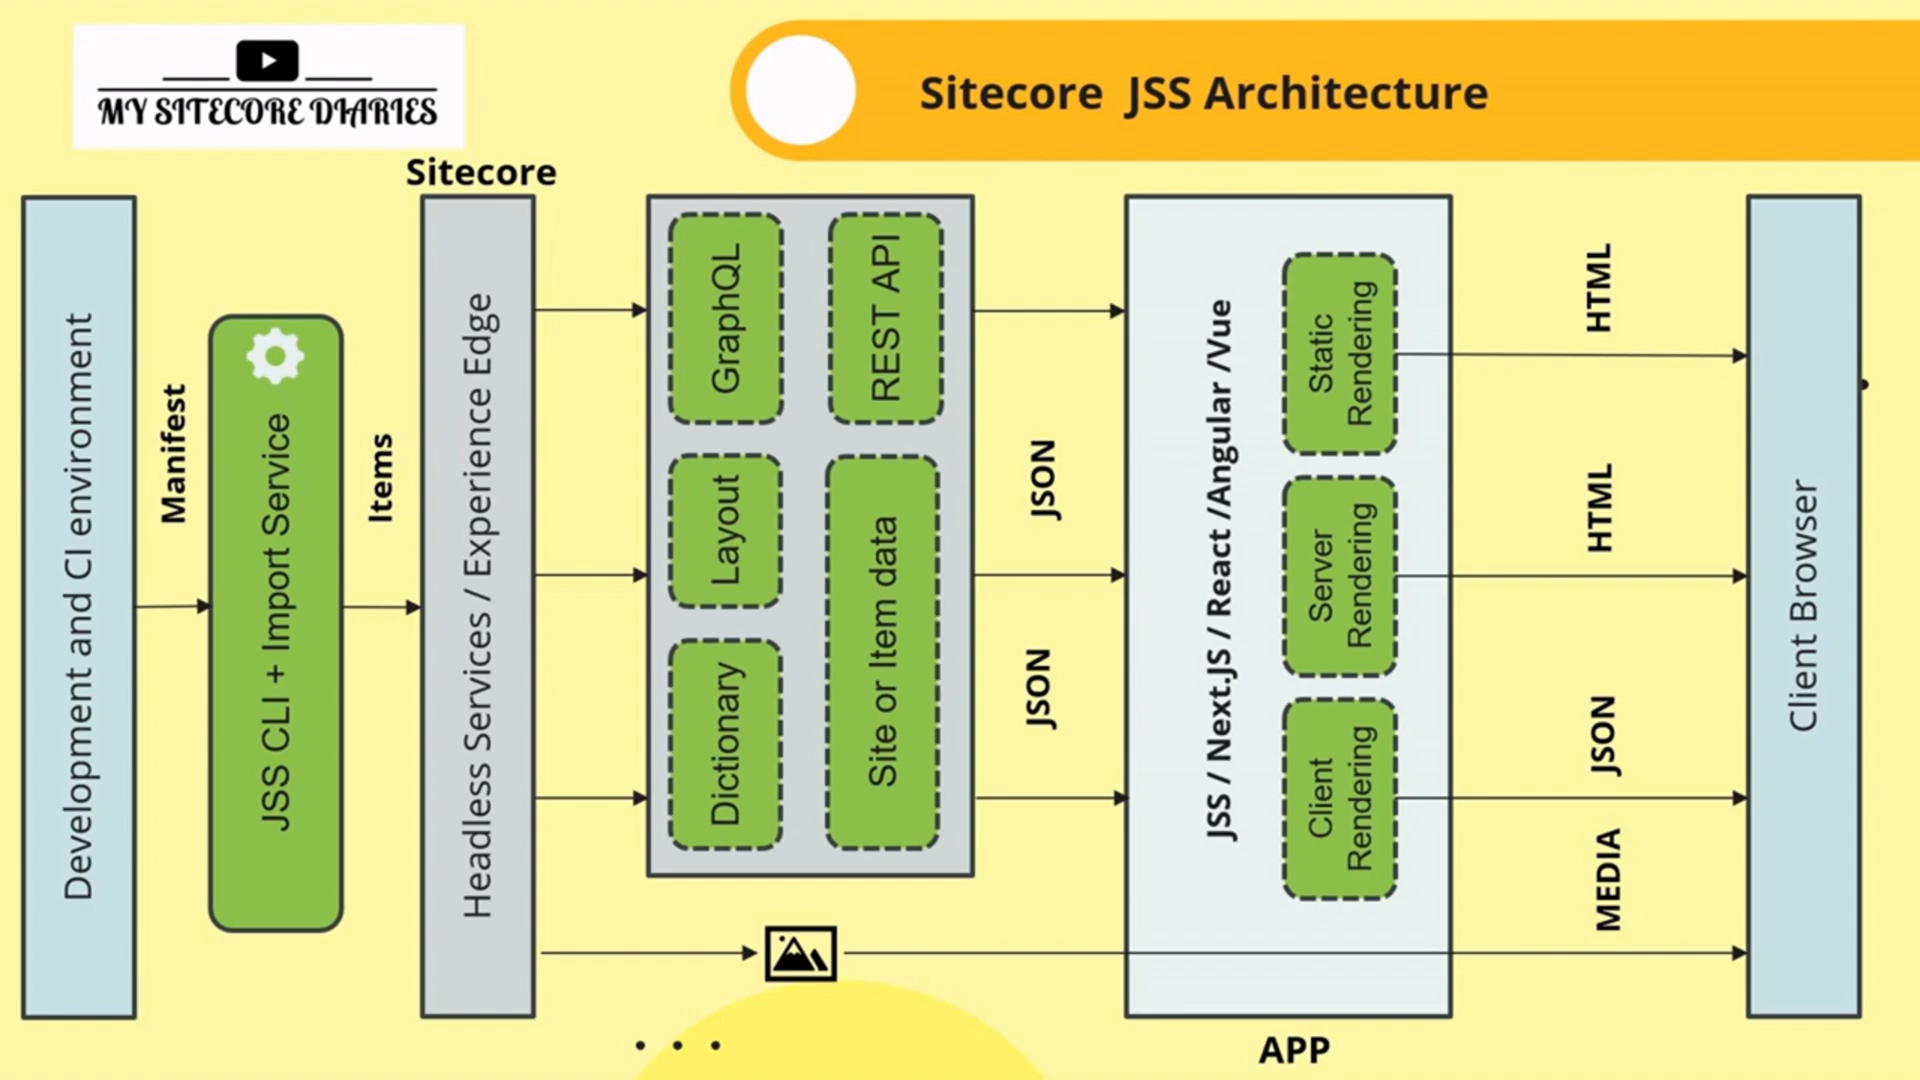 MY SITECORE DIARIES
Sitecore JSS Architecture
Sitecore
Development and CI environment
Manifest
JSS CLI + Import Service
Items
Headless Services / Experience Edge
GraphQL
REST API
Layout
Site or Item data
Dictionary
JSON
JSON
JSS / Next.JS / React /Angular /Vue
Static
Rendering
Server
Rendering
Client
Rendering
HTML
HTML
JSON
MEDIA
Client Browser
APP